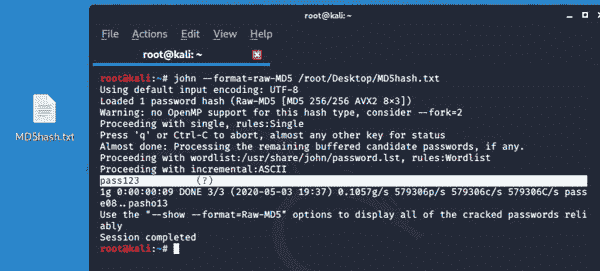 root@kali: ~
File Actions Edit View Help
root@kali: ~
root@kali:~# john --format=raw-MD5 /root/Desktop/MD5hash.txt
Using default input encoding: UTF-8
Loaded 1 password hash (Raw-MD5 [MD5 256/256 AVX2 8×3])
Warning: no OpenMP support for this hash type, consider --fork=2
Proceeding with single, rules:Single
Press 'q' or Ctrl-C to abort, almost any other key for status
Almost done: Processing the remaining buffered candidate passwords, if any.
Proceeding with wordlist:/usr/share/john/password.lst, rules:Wordlist
Proceeding with incremental:ASCII
pass123 (?)
1g 0:00:00:09 DONE 3/3 (2020-05-03 19:37) 0.1057g/s 579306p/s 579306c/s 579306C/s pass
e08..pasho13
Use the "--show --format=Raw-MD5" options to display all of the cracked passwords reli
ably
Session completed
root@kali:~#
MD5hash.txt